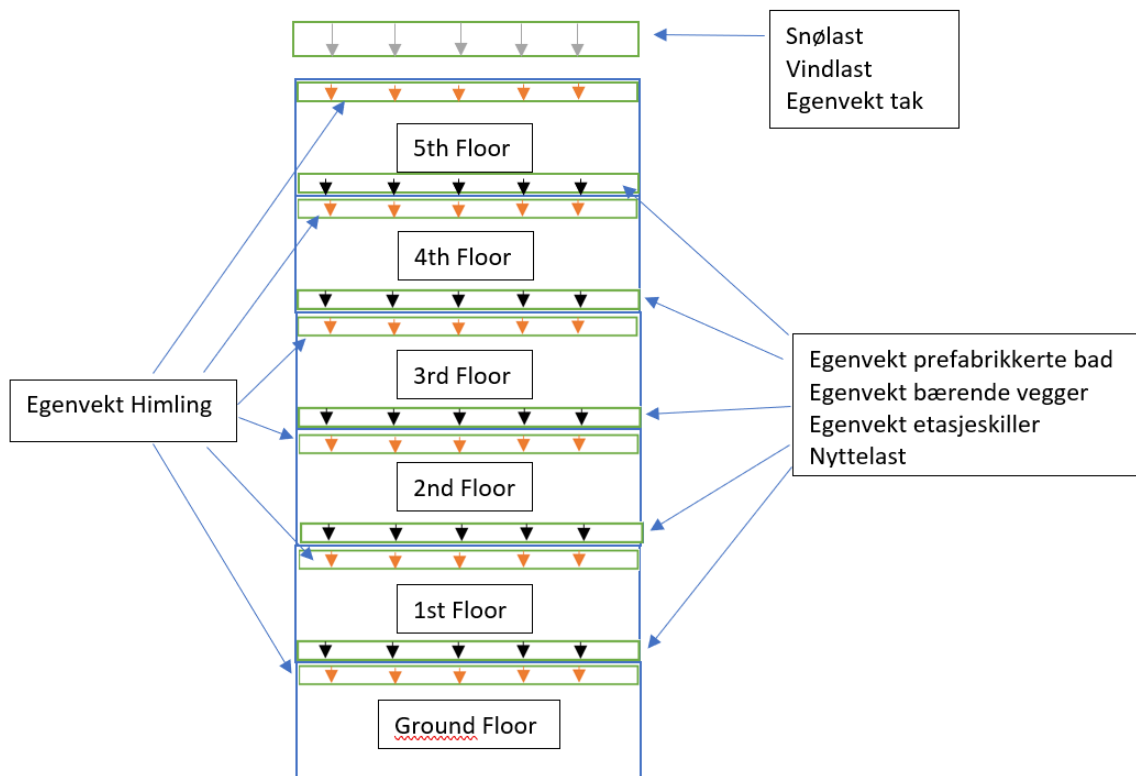 Snølast
Vindlast
Egenvekt tak
5th Floor
4th Floor
3rd Floor
Egenvekt Himling
Egenvekt prefabrikkerte bad
Egenvekt bærende vegger
Egenvekt etasjeskiller
Nyttelast
2nd Floor
1st Floor
Ground Floor